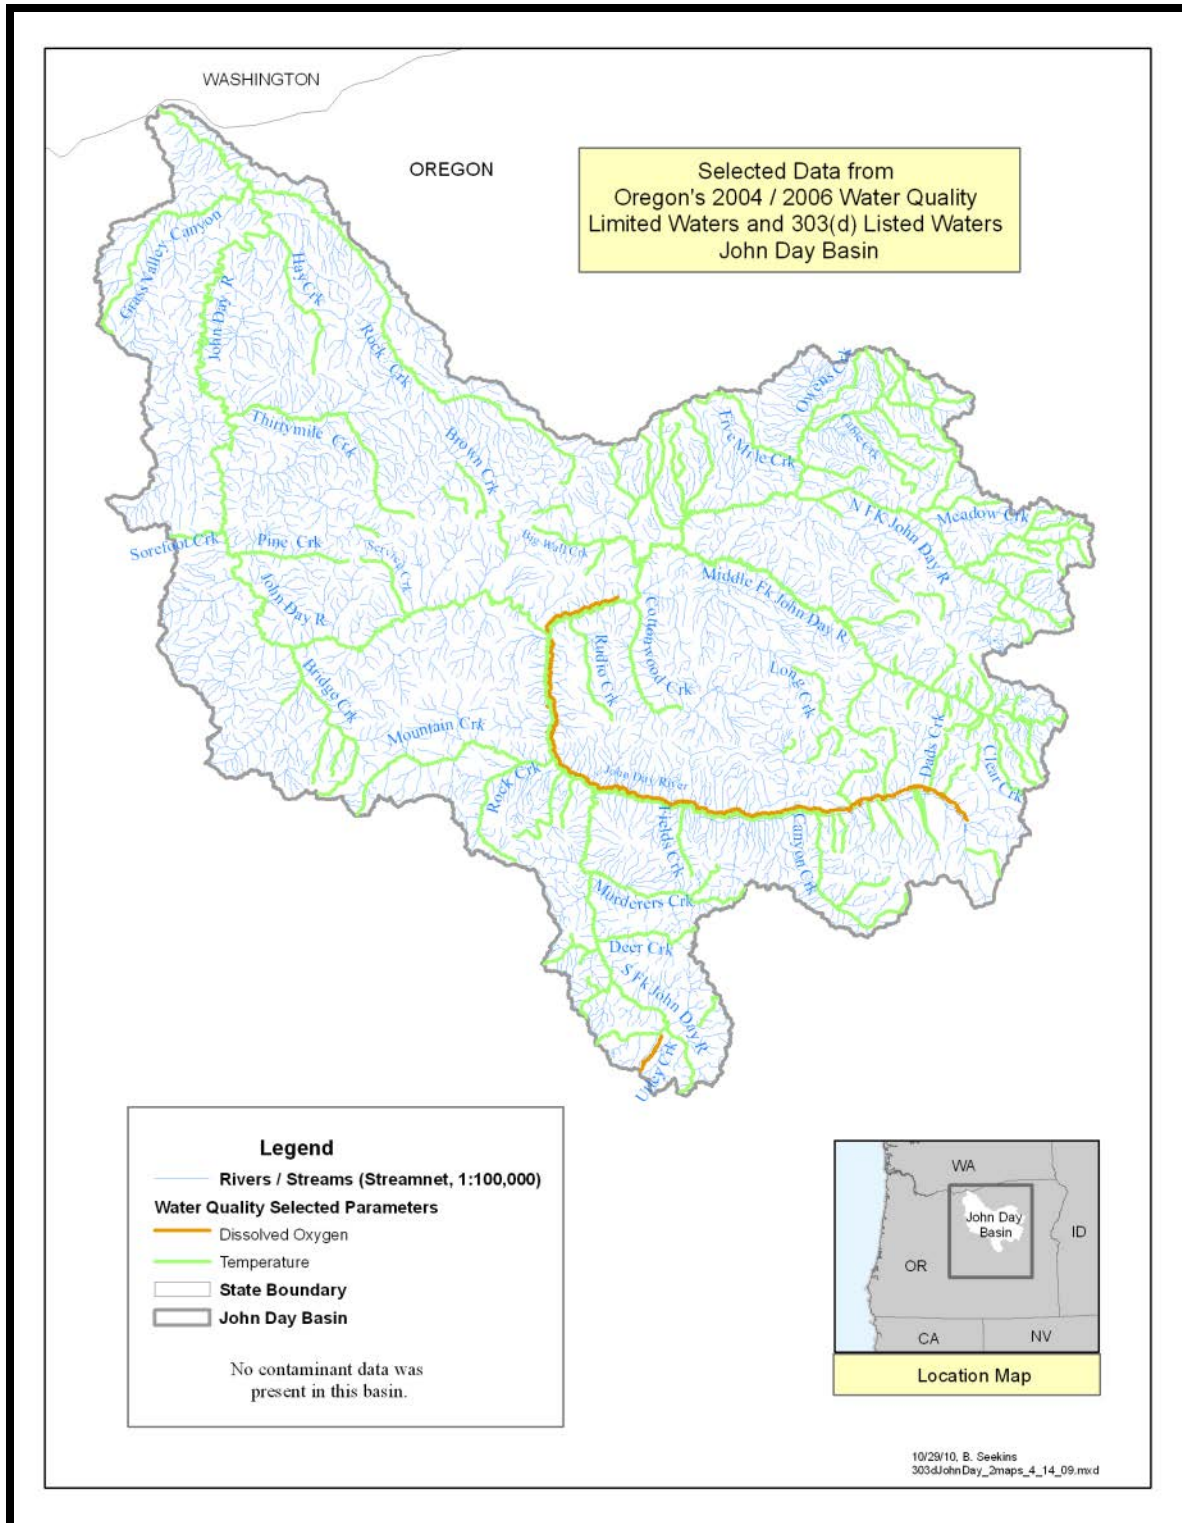 WASHINGTON
OREGON
Selected Data from
Oregon's 2004 / 2006 Water Quality
Limited Waters and 303(d) Listed Waters
John Day Basin
Grass Valley Canyon
John Day R
Hay Crk
Rock Crk
Owens Crk
Five Mile Crk
Cable Crk
Thirtymile Crk
Brown Crk
N FK John Day R
Meadow Crk
Sorefoot Crk
Pine Crk
Service Crk
Big Wall Crk
Middle Fk John Day R
John Day R
Cottonwood Crk
Rudio Crk
Long Crk
Bridge Crk
Mountain Crk
Dads Crk
Clear Crk
Rock Crk
John Day River
Fields Crk
Canyon Crk
Murderers Crk
Deer Crk
S Fk John Day R
Utley Crk
Legend
Rivers / Streams (Streamnet, 1:100,000)
Water Quality Selected Parameters
Dissolved Oxygen
Temperature
State Boundary
John Day Basin
No contaminant data was
present in this basin.
WA
John Day
Basin
ID
OR
CA
NV
Location Map
10/29/10, B. Seekins
303dJohnDay_2maps_4_14_09.mxd